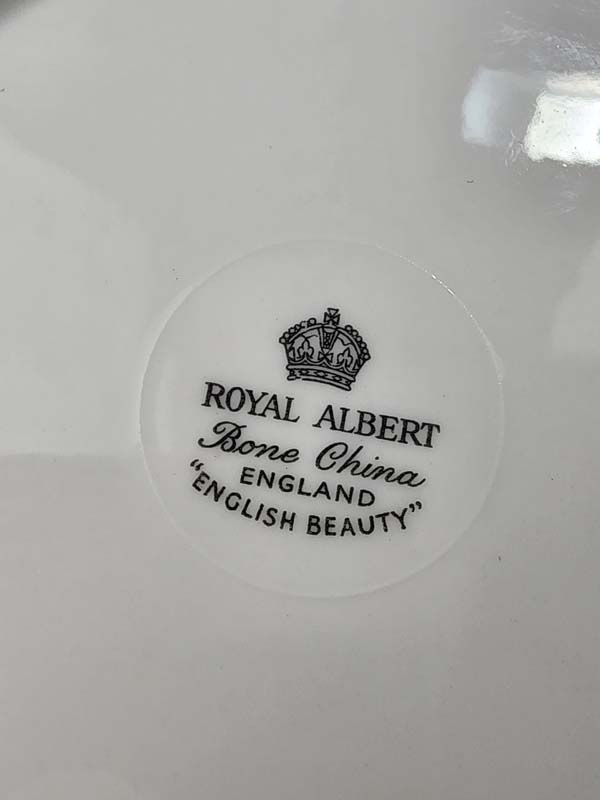 ROYAL ALBERT
Bone China
ENGLAND
"ENGLISH BEAUTY"